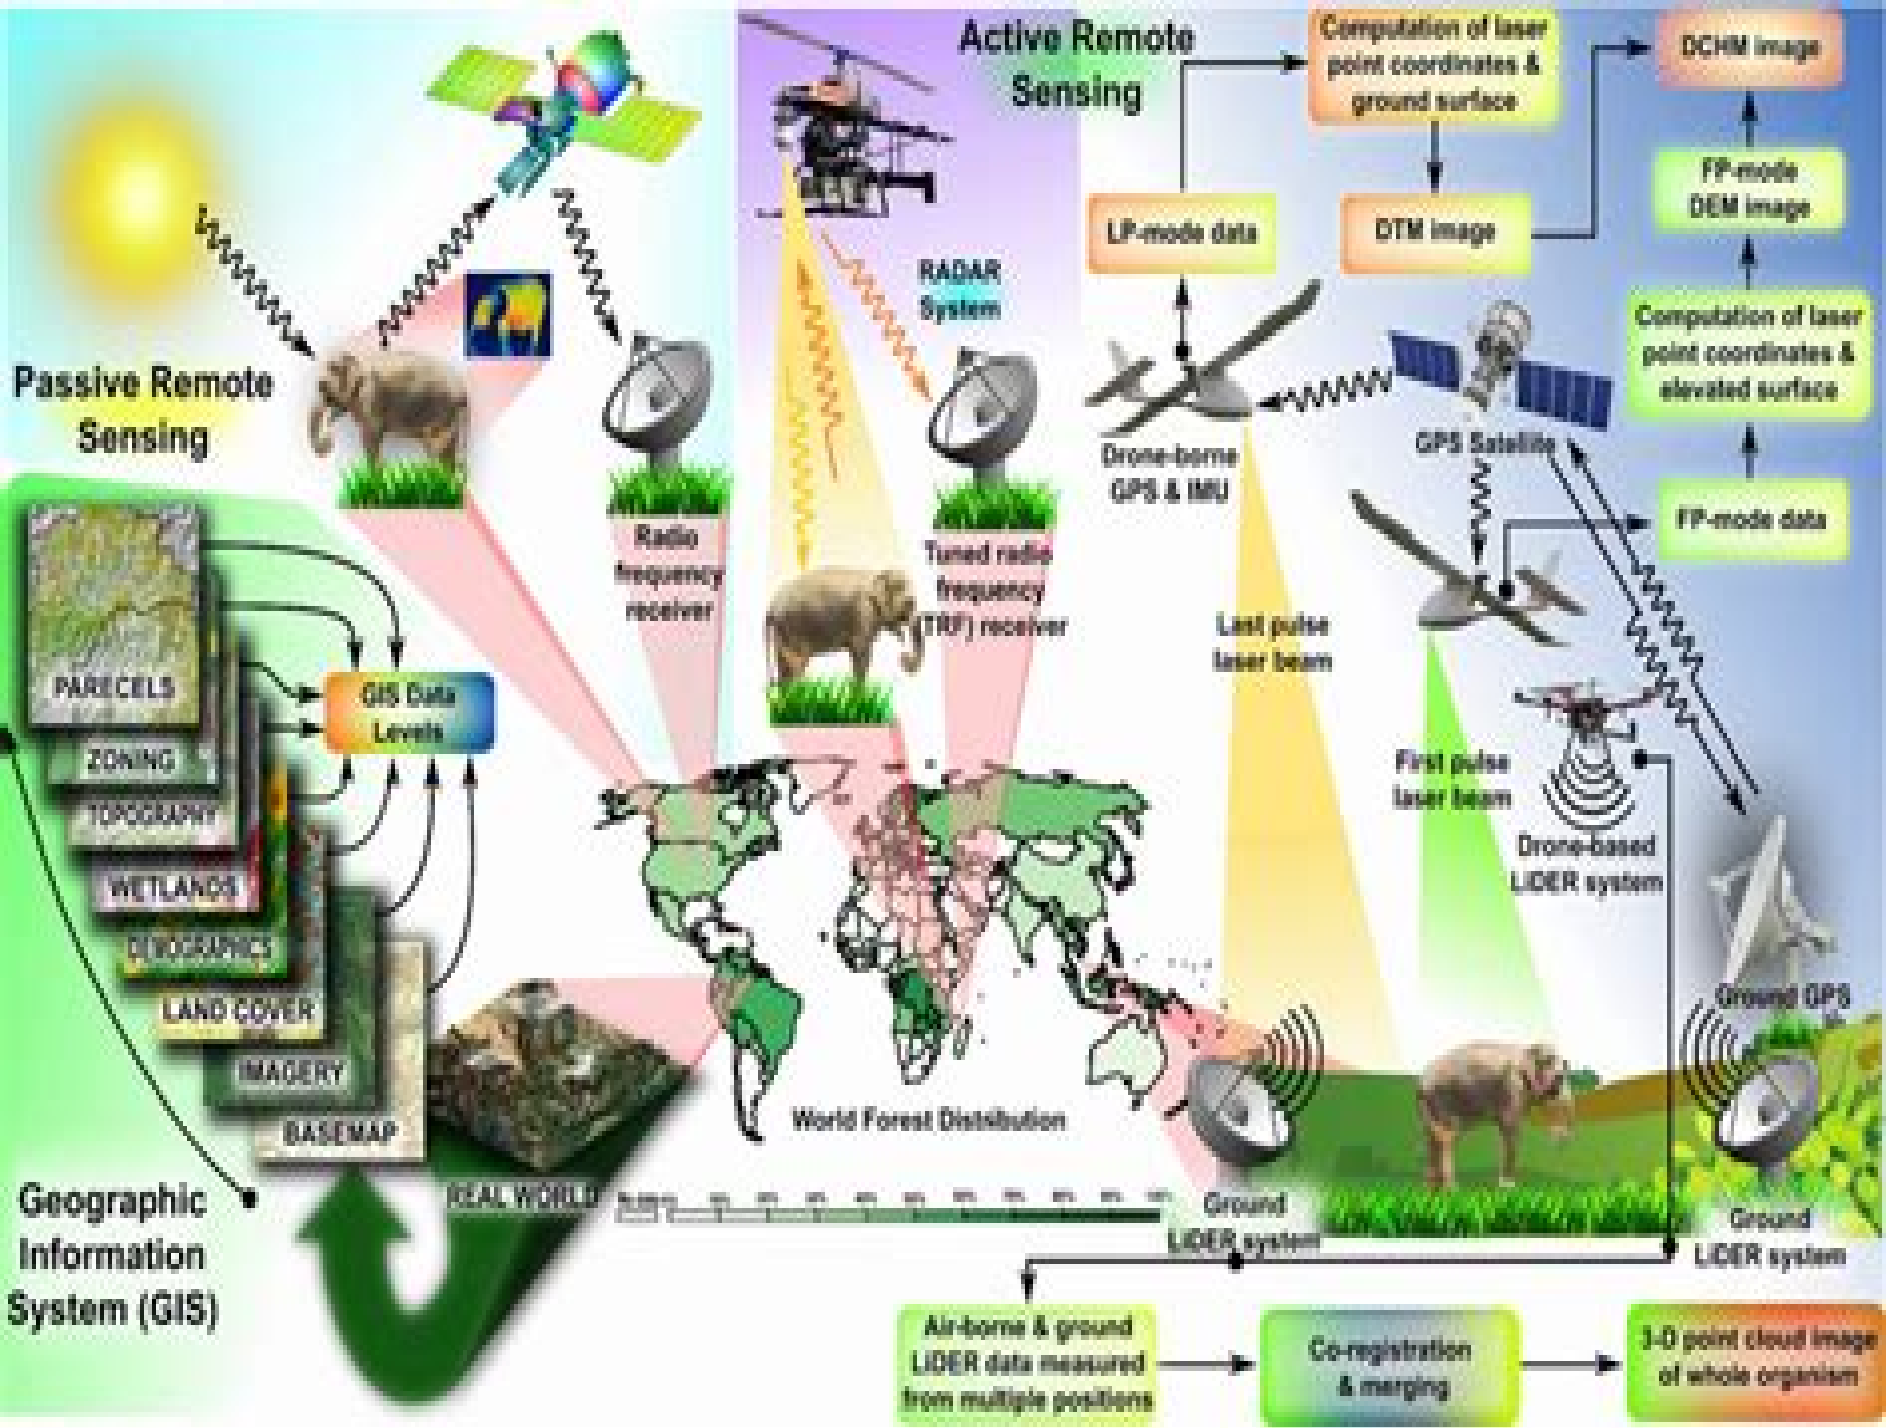 Active Remote
Sensing
Computation of laser
point coordinates &
ground surface
DCHM image
FP-mode
DEM image
LP-mode data
DTM image
RADAR
System
Computation of laser
point coordinates &
elevated surface
Passive Remote
Sensing
Drone-borne
GPS & IMU
GPS Satellite
FP-mode data
Radio
frequency
receiver
Tuned radio
frequency
(TRF) receiver
Last pulse
laser beam
First pulse
laser beam
Drone-based
LiDER system
GIS Data
Levels
PARECELS
ZONING
TOPOGRAPHY
WETLANDS
DEMOGRAPHICS
LAND COVER
IMAGERY
BASEMAP
REAL WORLD
Geographic
Information
System (GIS)
World Forest Distribution
Ground GPS
Ground
LiDER system
Ground
LiDER system
Air-borne & ground
LiDER data measured
from multiple positions
Co-registration
& merging
3-D point cloud image
of whole organism